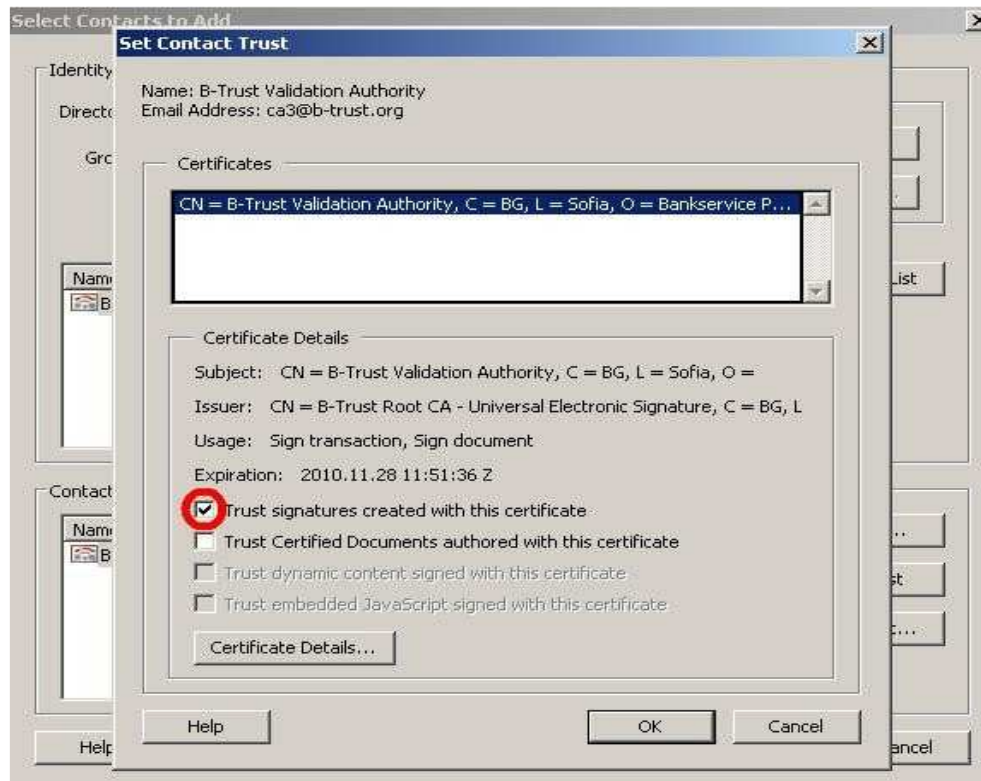 Select Contacts to Add
Set Contact Trust
Identity
Name: B-Trust Validation Authority
Email Address: ca3@b-trust.org
Certificates
CN = B-Trust Validation Authority, C = BG, L = Sofia, O = Bankservice P...
List
Certificate Details
Subject: CN = B-Trust Validation Authority, C = BG, L = Sofia, O =
Issuer: CN = B-Trust Root CA - Universal Electronic Signature, C = BG, L
Usage: Sign transaction, Sign document
Expiration: 2010.11.28 11:51:36 Z
Contact
Trust signatures created with this certificate
Trust Certified Documents authored with this certificate
Trust dynamic content signed with this certificate
Trust embedded JavaScript signed with this certificate
Certificate Details...
Help
OK
Cancel